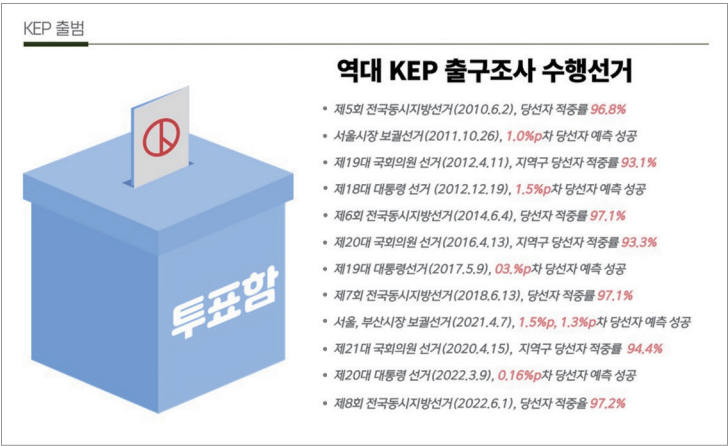 KEP 출범
역대 KEP 출구조사 수행선거
• 제5회 전국동시지방선거(2010.6.2), 당선자 적중률 96.8%
• 서울시장 보궐선거(2011.10.26), 1.0%p차 당선자 예측 성공
• 제19대 국회의원 선거(2012.4.11), 지역구 당선자 적중률 93.1%
• 제18대 대통령 선거 (2012.12.19), 1.5%p차 당선자 예측 성공
• 제6회 전국동시지방선거(2014.6.4), 당선자 적중률 97.1%
• 제20대 국회의원 선거(2016.4.13), 지역구 당선자 적중률 93.3%
• 제19대 대통령선거(2017.5.9), 03.%p차 당선자 예측 성공
• 제7회 전국동시지방선거(2018.6.13), 당선자 적중률 97.1%
• 서울, 부산시장 보궐선거(2021.4.7), 1.5%p, 1.3%p차 당선자 예측 성공
• 제21대 국회의원 선거(2020.4.15), 지역구 당선자 적중률 94.4%
• 제20대 대통령 선거(2022.3.9), 0.16%p차 당선자 예측 성공
• 제8회 전국동시지방선거(2022.6.1), 당선자 적중율 97.2%
투표함